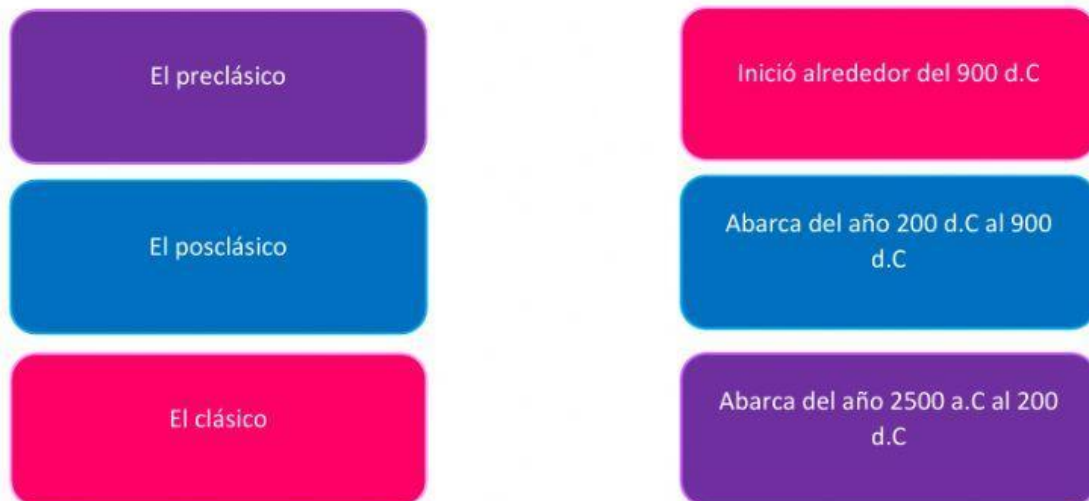 El preclásico
Inició alrededor del 900 d.C
El posclásico
Abarca del año 200 d.C al 900
d.C
El clásico
Abarca del año 2500 a.C al 200
d.C